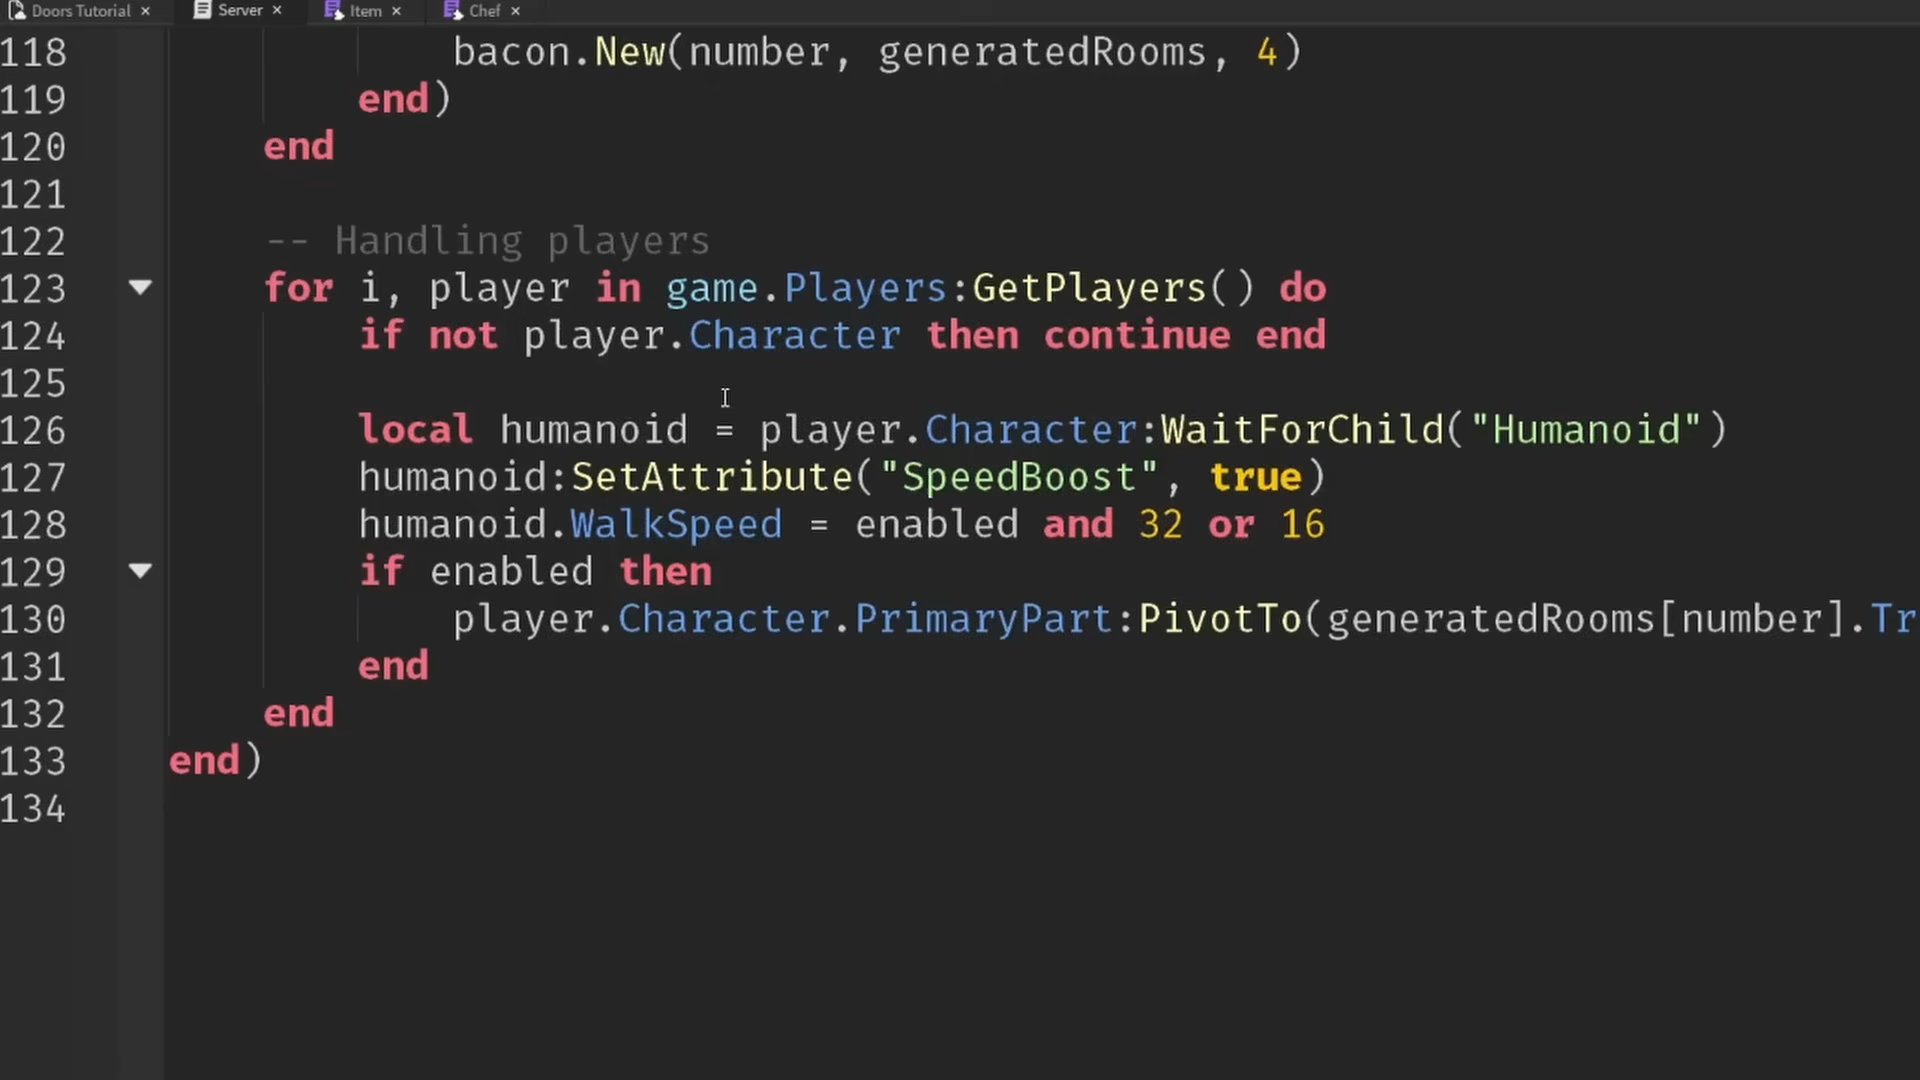 Doors Tutorial × Server × Item × Chef ×
118 bacon.New(number, generatedRooms, 4)
119 end)
120 end
121
122 -- Handling players
123 for i, player in game.Players:GetPlayers() do
124 if not player.Character then continue end
125
126 local humanoid = player.Character:WaitForChild("Humanoid")
127 humanoid:SetAttribute("SpeedBoost", true)
128 humanoid.WalkSpeed = enabled and 32 or 16
129 if enabled then
130 player.Character.PrimaryPart:PivotTo(generatedRooms[number].Tr
131 end
132 end
133 end)
134